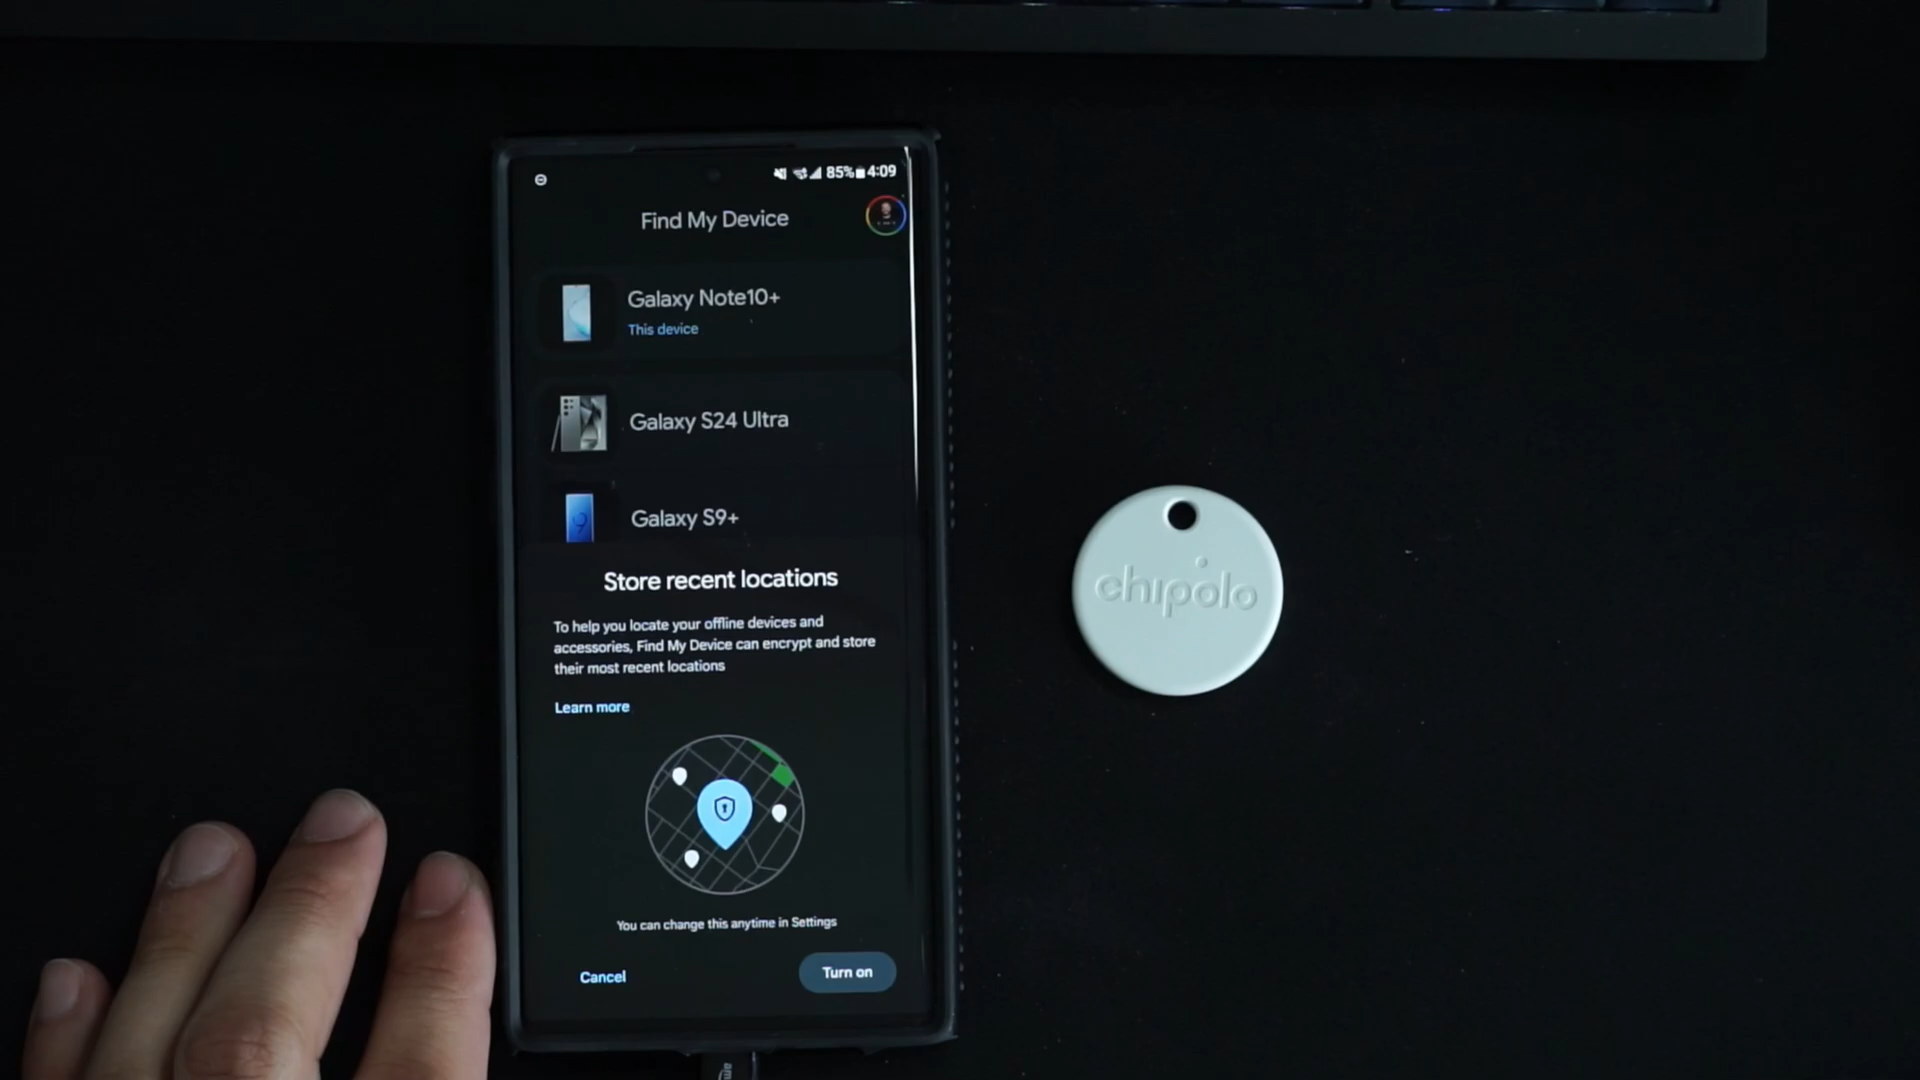 85% 4:09
Find My Device
Galaxy Note10+
This device
Galaxy S24 Ultra
Galaxy S9+
Store recent locations
To help you locate your offline devices and
accessories, Find My Device can encrypt and store
their most recent locations
Learn more
You can change this anytime in Settings
Cancel
Turn on
chipolo